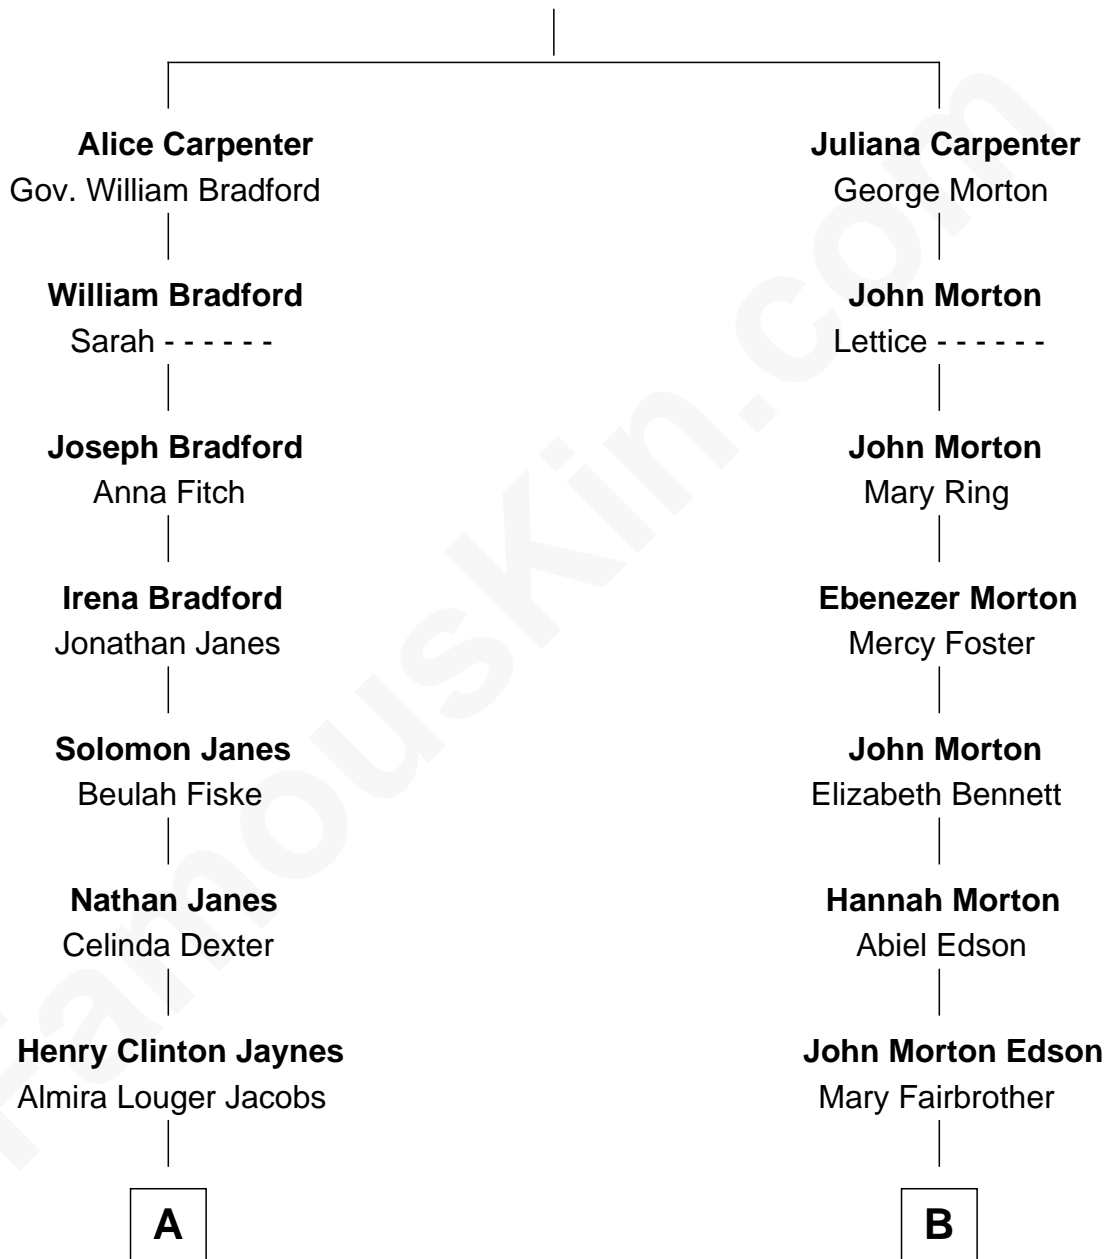 Alice Carpenter
Gov. William Bradford
William Bradford
Sarah - - - - - -
Joseph Bradford
Anna Fitch
Irena Bradford
Jonathan Janes
Solomon Janes
Beulah Fiske
Nathan Janes
Celinda Dexter
Henry Clinton Jaynes
Almira Louger Jacobs
A
Juliana Carpenter
George Morton
John Morton
Lettice - - - - - -
John Morton
Mary Ring
Ebenezer Morton
Mercy Foster
John Morton
Elizabeth Bennett
Hannah Morton
Abiel Edson
John Morton Edson
Mary Fairbrother
B
FamousKin.com